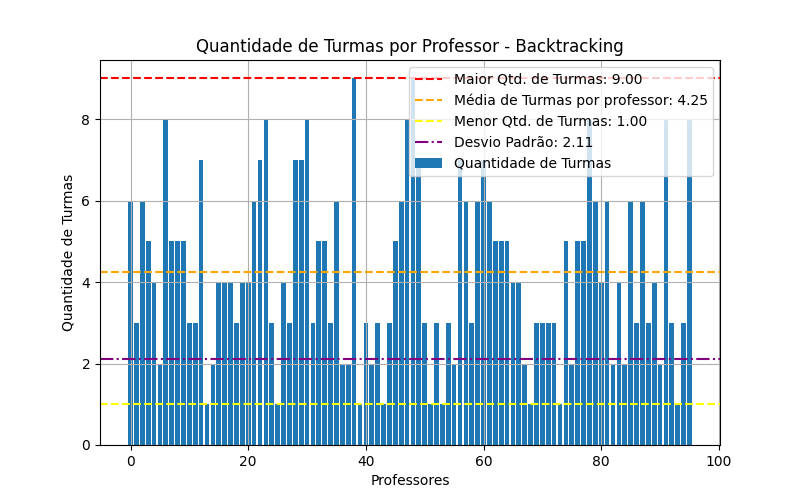 Quantidade de Turmas por Professor - Backtracking
Maior Qtd. de Turmas: 9.00
Média de Turmas por professor: 4.25
Menor Qtd. de Turmas: 1.00
Desvio Padrão: 2.11
Quantidade de Turmas
Quantidade de Turmas
8
6
4
2
0
0 20 40 60 80 100
Professores